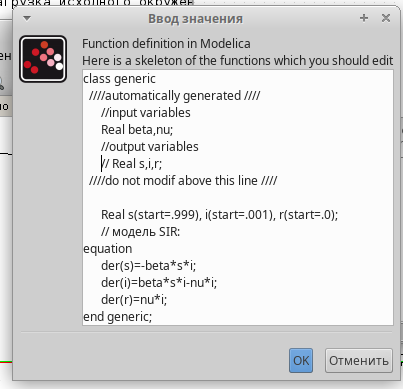 агрузка исходного окружен
Ввод значения
Function definition in Modelica
Here is a skeleton of the functions which you should edit
class generic
////automatically generated ////
//input variables
Real beta,nu;
//output variables
// Real s,i,r;
////do not modif above this line ////
Real s(start=.999), i(start=.001), r(start=.0);
// модель SIR:
equation
der(s)=-beta*s*i;
der(i)=beta*s*i-nu*i;
der(r)=nu*i;
end generic;
OK
Отменить